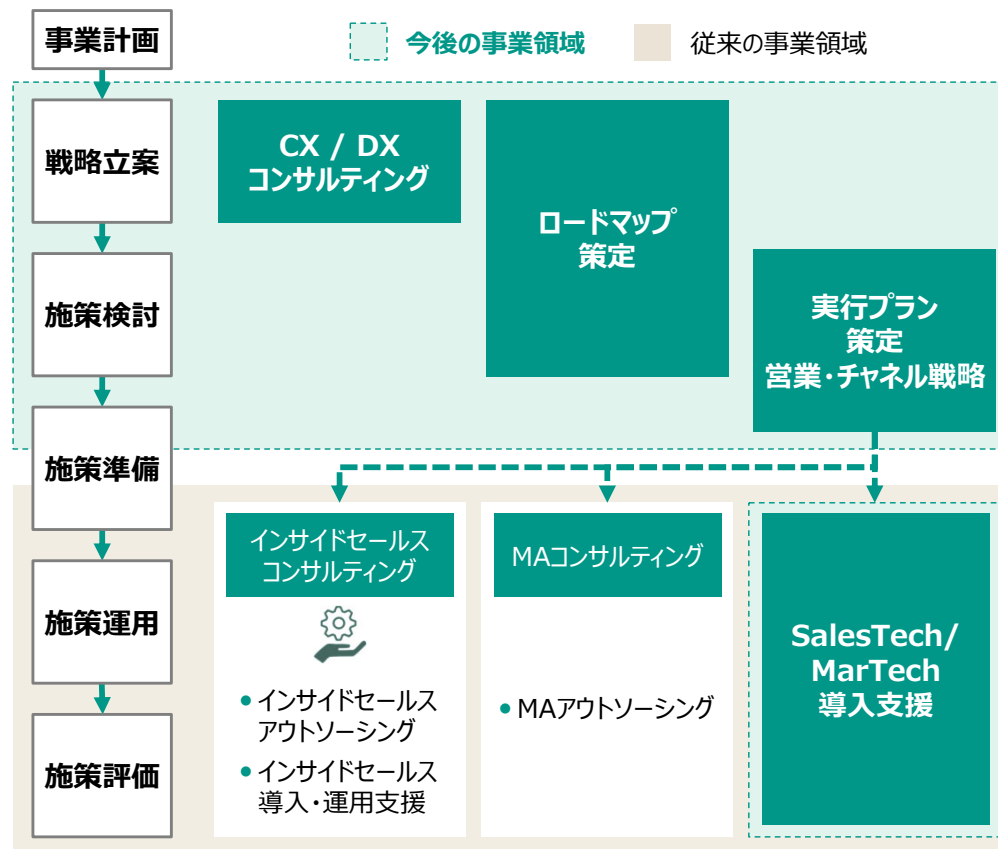 事業計画
今後の事業領域
従来の事業領域
戦略立案
CX / DX
コンサルティング
ロードマップ
策定
施策検討
実行プラン
策定
営業・チャネル戦略
施策準備
インサイドセールス
コンサルティング
MAコンサルティング
SalesTech/
MarTech
導入支援
施策運用
• インサイドセールス
アウトソーシング
• インサイドセールス
導入・運用支援
• MAアウトソーシング
施策評価